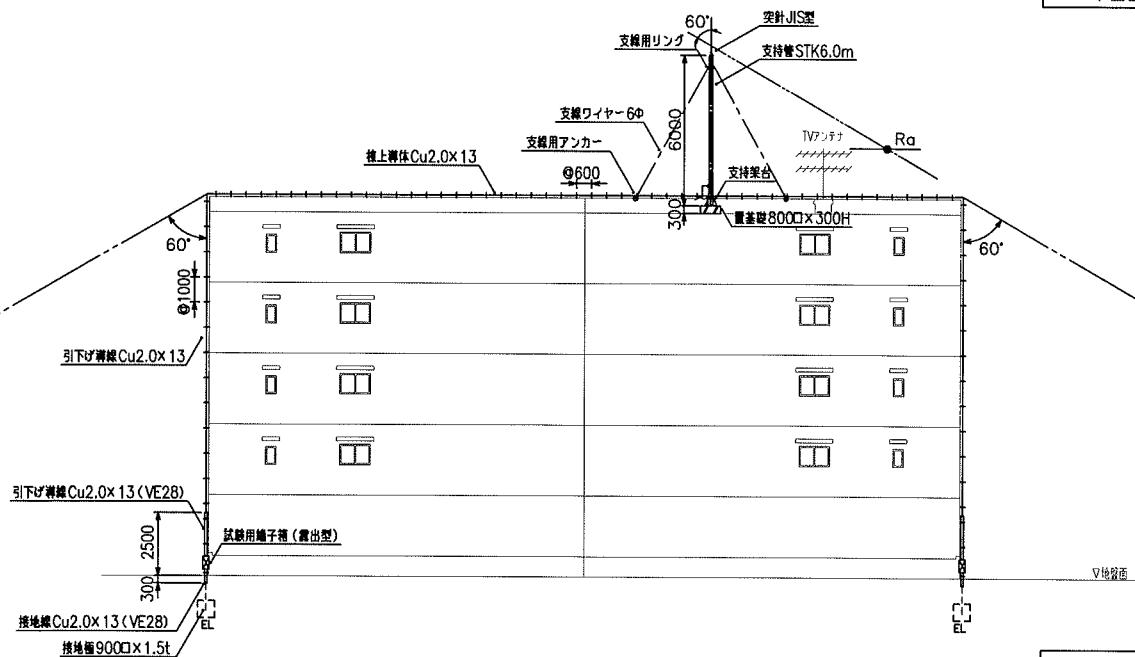 突針JIS型
60°
支線用リング
支持管STK6.0m
6000
支線ワイヤー6Φ
TVアンテナ
Ra
支線用アンカー
棟上導体Cu2.0×13
@600
支持架台
300
置基礎800□×300H
60°
60°
@1000
引下げ導線Cu2.0×13
引下げ導線Cu2.0×13(VE28)
試験用端子箱(露出型)
2500
300
▽地盤面
接地線Cu2.0×13(VE28)
EL
EL
接地極900□×1.5t